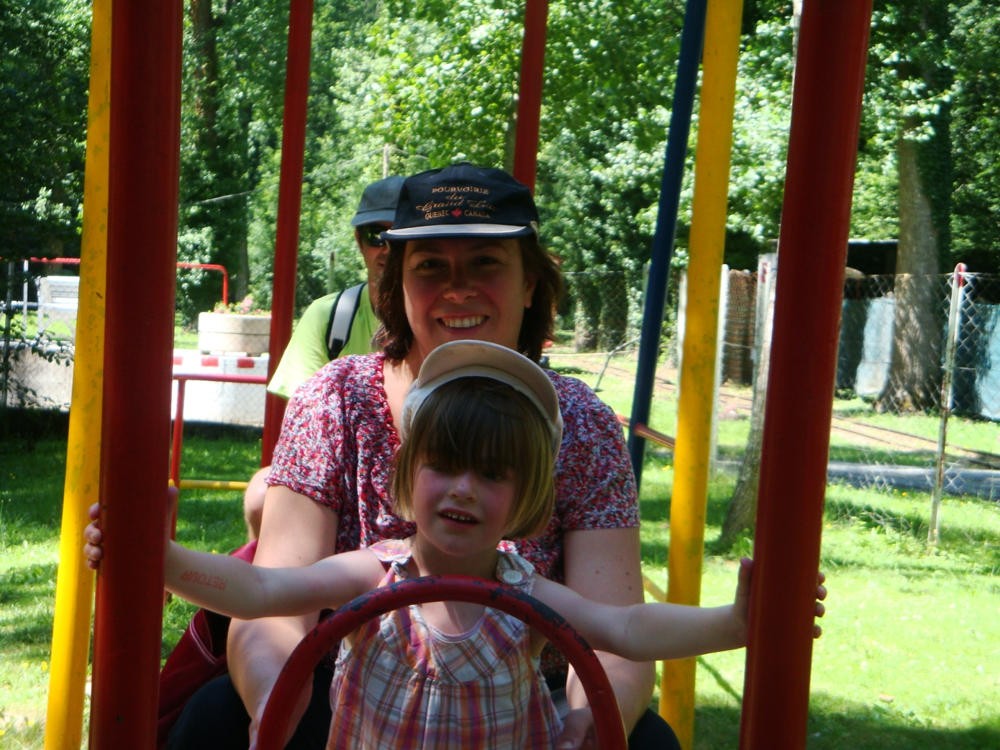 POURVOIRIE
du
Grand Lac
QUEBEC CANADA
RETOUR